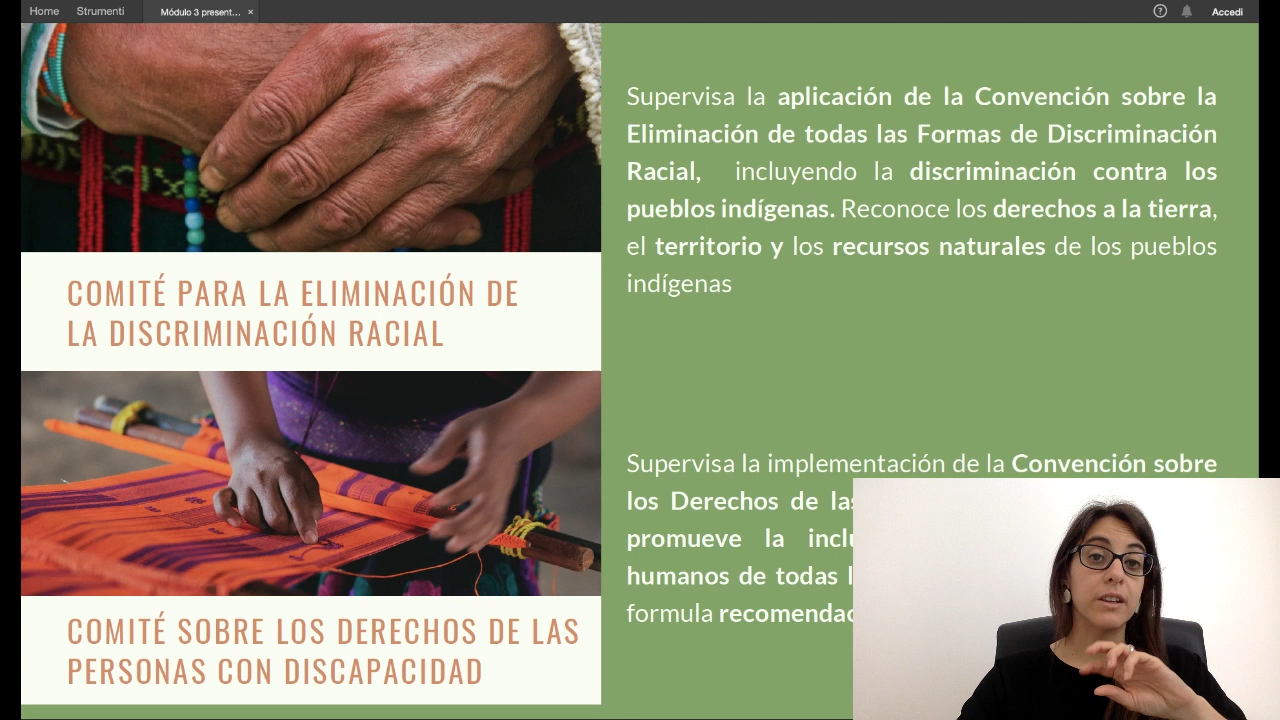 Home Strumenti Módulo 3 present... × ? Accedi
Supervisa la aplicación de la Convención sobre la
Eliminación de todas las Formas de Discriminación
Racial, incluyendo la discriminación contra los
pueblos indígenas. Reconoce los derechos a la tierra,
el territorio y los recursos naturales de los pueblos
indígenas
COMITÉ PARA LA ELIMINACIÓN DE
LA DISCRIMINACIÓN RACIAL
Supervisa la implementación de la Convención sobre
los Derechos de las
promueve la
humanos de todas
formula
COMITÉ SOBRE LOS DERECHOS DE LAS
PERSONAS CON DISCAPACIDAD